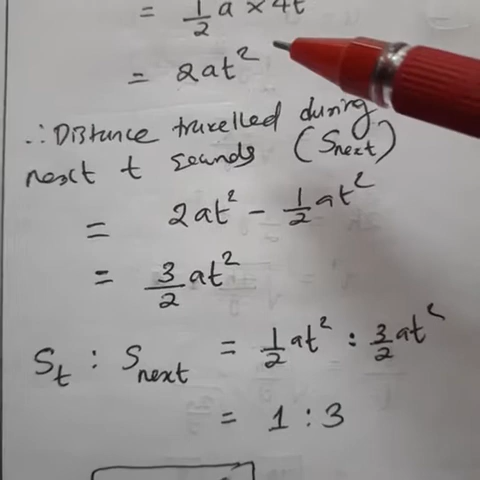 = 1/2 a × 4t
= 2at²
∴ Distance travelled during
next t seconds (Snext)
= 2at² - 1/2 at²
= 3/2 at²
St : Snext = 1/2 at² : 3/2 at²
= 1 : 3